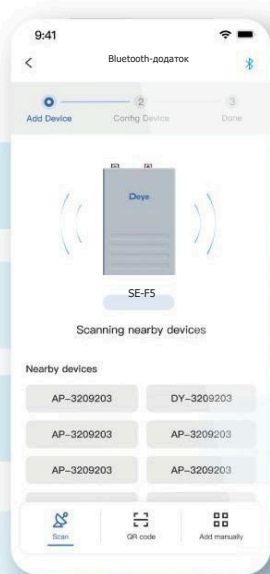 9:41
Bluetooth-додаток
2
3
Add Device
Config Device
Done
Deye
SE-F5
Scanning nearby devices
Nearby devices
AP-3209203
DY-3209203
AP-3209203
AP-3209203
AP-3209203
AP-3209203
Scan
QR code
Add manually